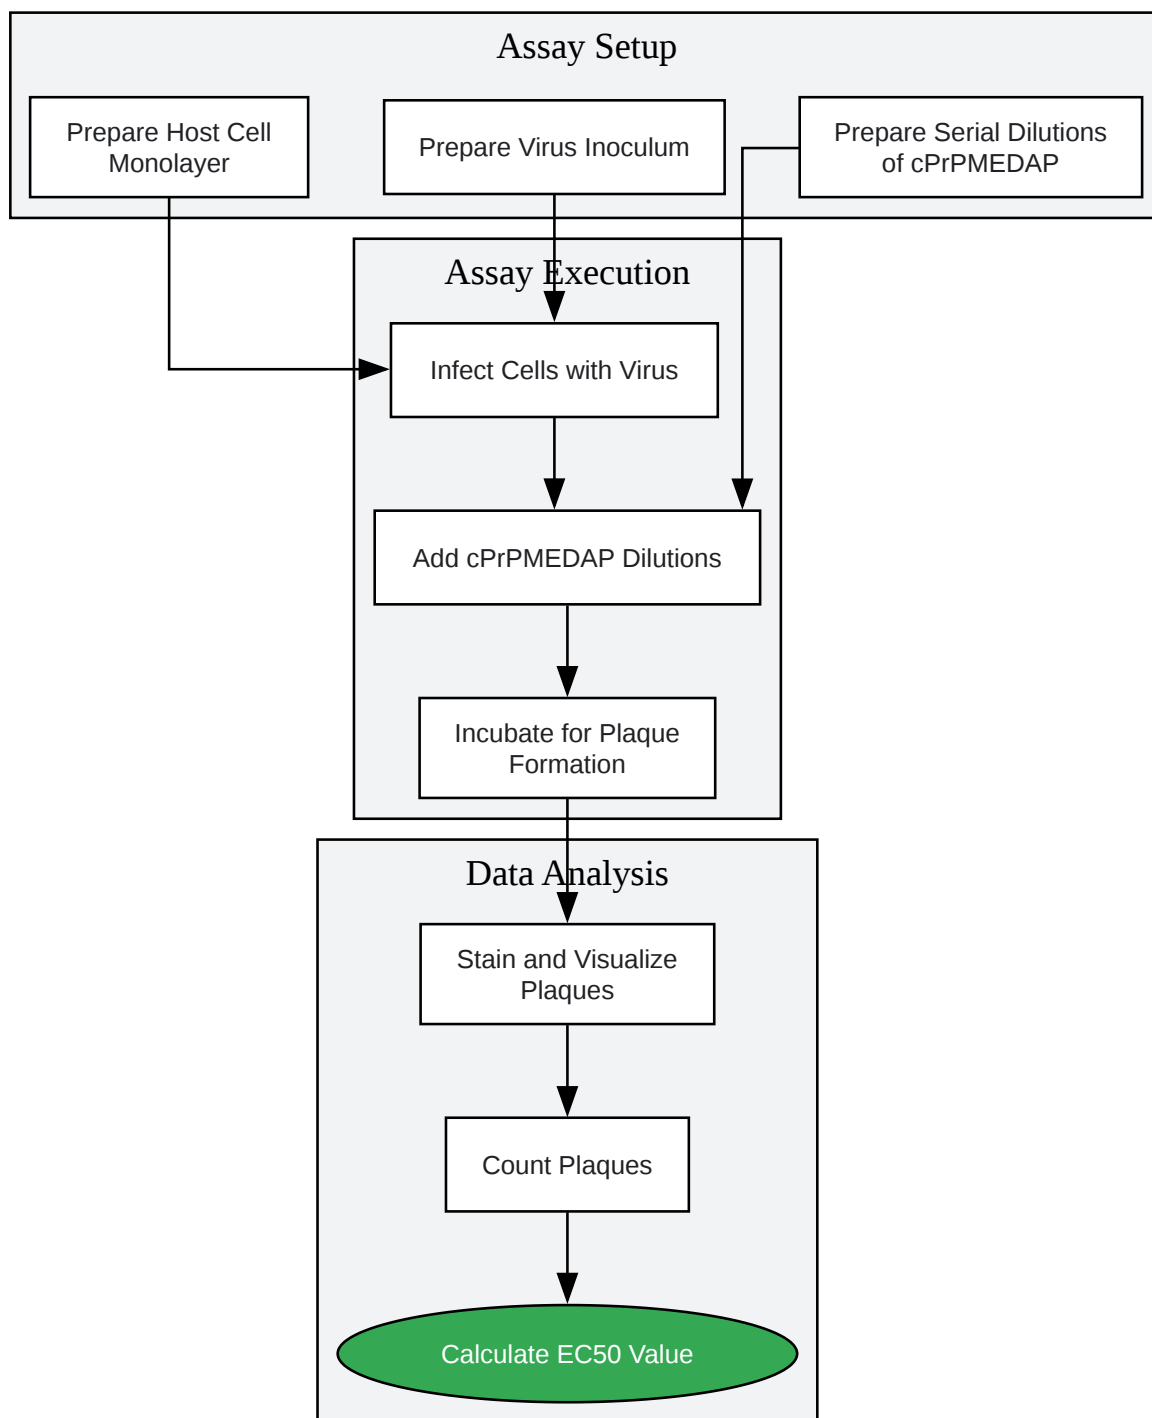 Assay Setup
Prepare Host Cell
Monolayer
Prepare Virus Inoculum
Prepare Serial Dilutions
of cPrPMEDAP
Assay Execution
Infect Cells with Virus
Add cPrPMEDAP Dilutions
Incubate for Plaque
Formation
Data Analysis
Stain and Visualize
Plaques
Count Plaques
Calculate EC50 Value